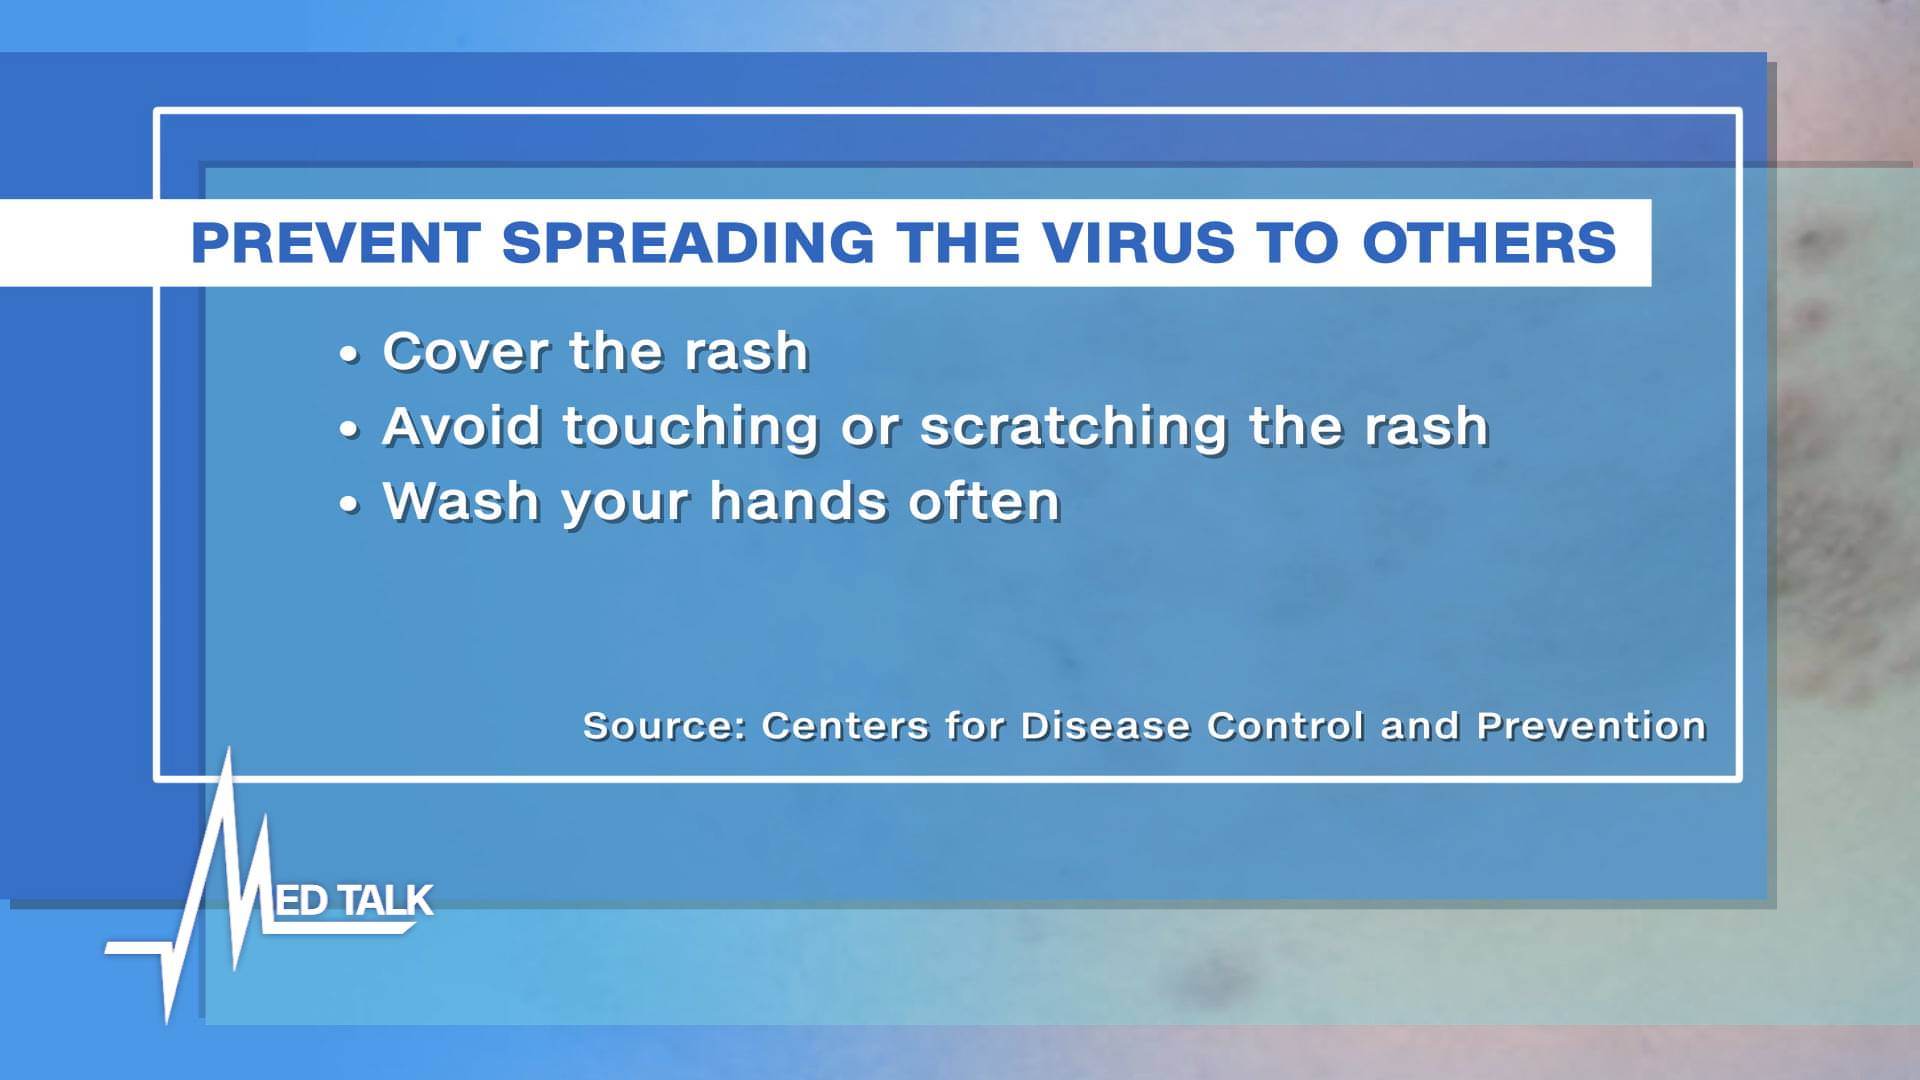 PREVENT SPREADING THE VIRUS TO OTHERS
• Cover the rash
• Avoid touching or scratching the rash
• Wash your hands often
Source: Centers for Disease Control and Prevention
MED TALK